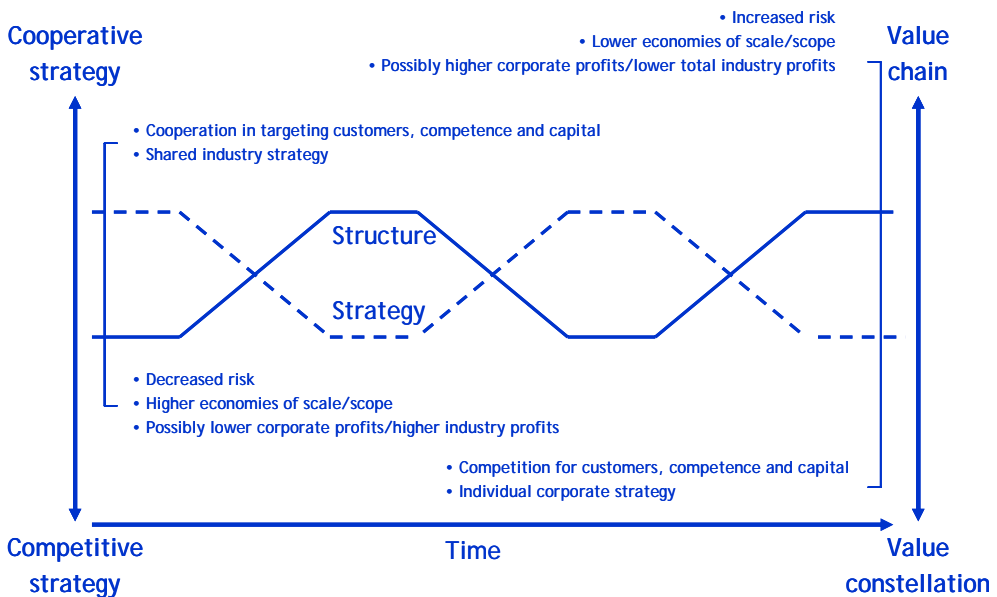 • Increased risk
• Lower economies of scale/scope
• Possibly higher corporate profits/lower total industry profits
Cooperative
strategy
Value
chain
• Cooperation in targeting customers, competence and capital
• Shared industry strategy
Structure
Strategy
• Decreased risk
• Higher economies of scale/scope
• Possibly lower corporate profits/higher industry profits
• Competition for customers, competence and capital
• Individual corporate strategy
Competitive
strategy
Time
Value
constellation